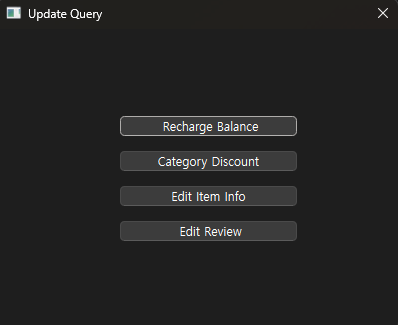 Update Query
Recharge Balance
Category Discount
Edit Item Info
Edit Review